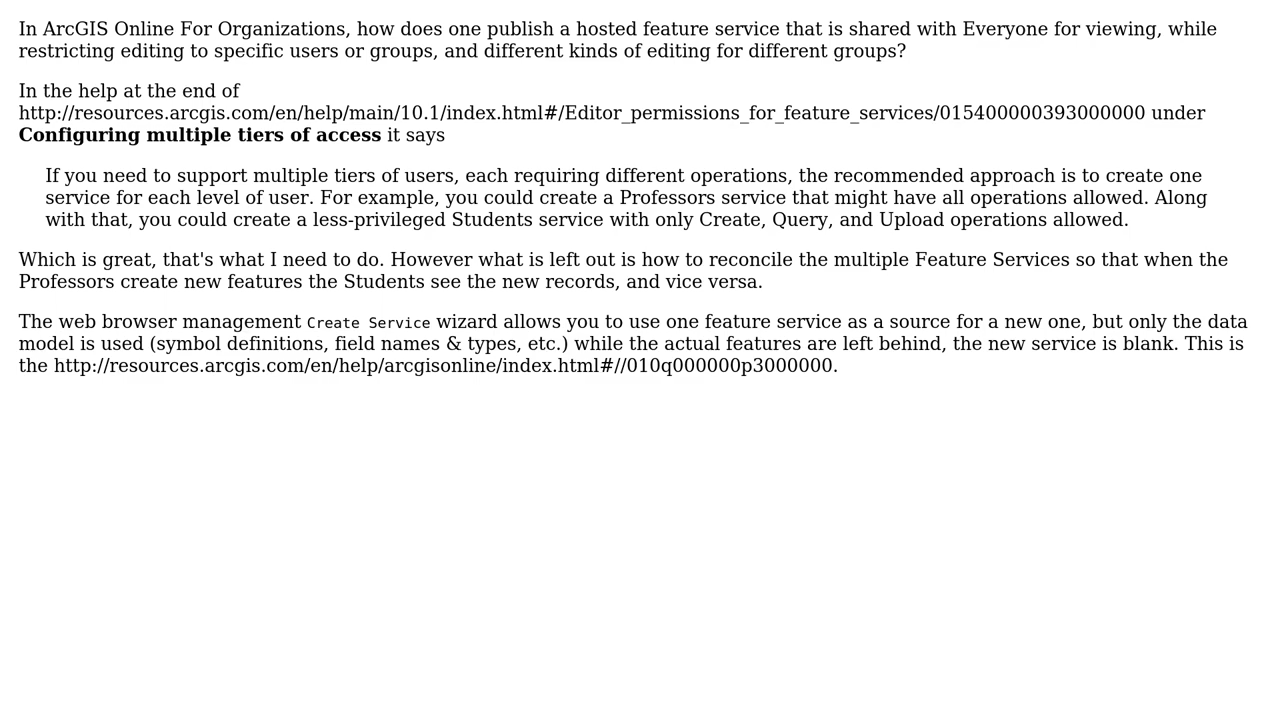 In ArcGIS Online For Organizations, how does one publish a hosted feature service that is shared with Everyone for viewing, while
restricting editing to specific users or groups, and different kinds of editing for different groups?
In the help at the end of
http://resources.arcgis.com/en/help/main/10.1/index.html#/Editor_permissions_for_feature_services/015400000393000000 under
Configuring multiple tiers of access it says
If you need to support multiple tiers of users, each requiring different operations, the recommended approach is to create one
service for each level of user. For example, you could create a Professors service that might have all operations allowed. Along
with that, you could create a less-privileged Students service with only Create, Query, and Upload operations allowed.
Which is great, that's what I need to do. However what is left out is how to reconcile the multiple Feature Services so that when the
Professors create new features the Students see the new records, and vice versa.
The web browser management Create Service wizard allows you to use one feature service as a source for a new one, but only the data
model is used (symbol definitions, field names & types, etc.) while the actual features are left behind, the new service is blank. This is
the http://resources.arcgis.com/en/help/arcgisonline/index.html#//010q000000p3000000.